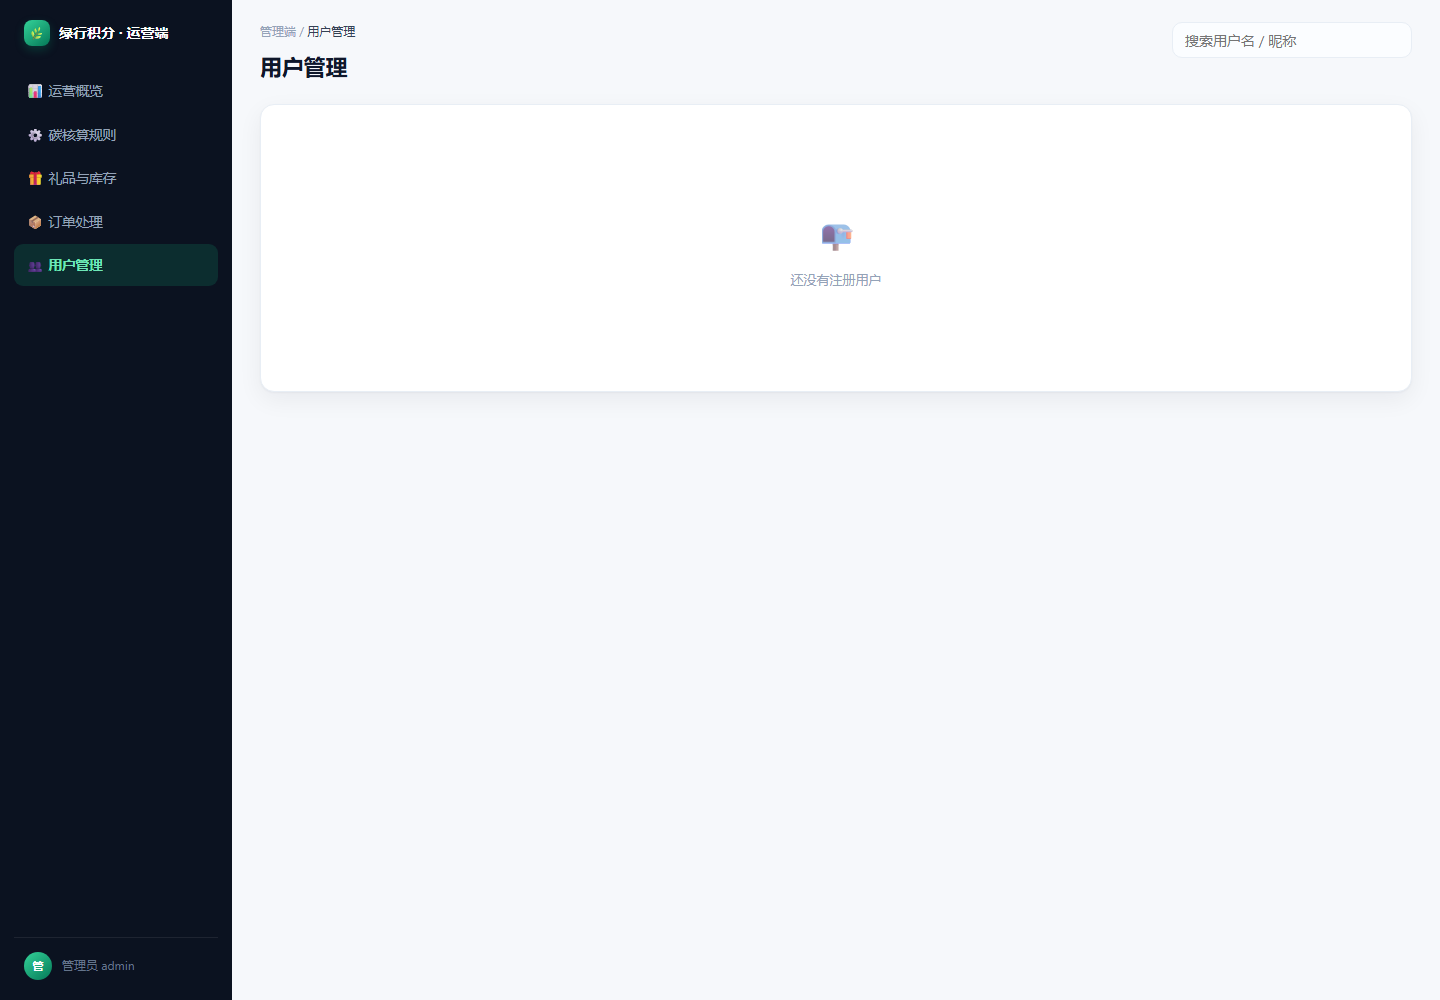 绿行积分 · 运营端
运营概览
碳核算规则
礼品与库存
订单处理
用户管理
管
管理员 admin
管理端 / 用户管理
用户管理
搜索用户名 / 昵称
还没有注册用户